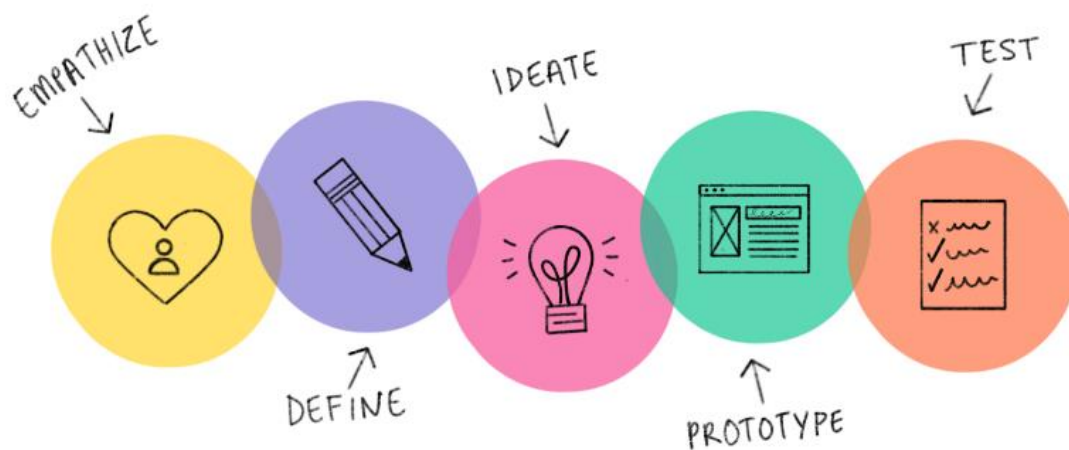 EMPATHIZE
DEFINE
IDEATE
PROTOTYPE
TEST